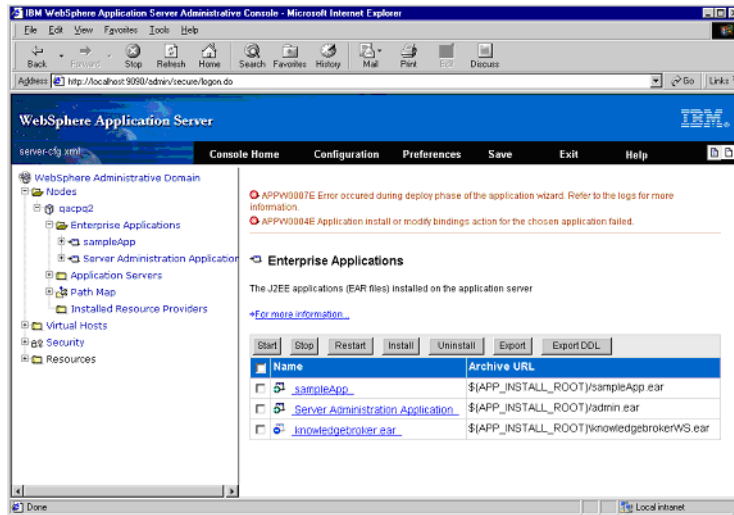 IBM WebSphere Application Server Administrative Console - Microsoft Internet Explorer
File Edit View Favorites Tools Help
Back Forward Stop Refresh Home Search Favorites History Mail Print Edit Discuss
Address http://localhost:9090/admin/secure/logon.do Go Links
WebSphere Application Server IBM.
server-cfg.xml Console Home Configuration Preferences Save Exit Help
WebSphere Administrative Domain
Nodes
qacpq2
Enterprise Applications
sampleApp
Server Administration Application
Application Servers
Path Map
Installed Resource Providers
Virtual Hosts
Security
Resources
APPW0007E Error occured during deploy phase of the application wizard. Refer to the logs for more
information.
APPW0004E Application install or modify bindings action for the chosen application failed.
Enterprise Applications
The J2EE applications (EAR files) installed on the application server
+For more information...
Start Stop Restart Install Uninstall Export Export DDL
Name Archive URL
sampleApp $(APP_INSTALL_ROOT)/sampleApp.ear
Server Administration Application $(APP_INSTALL_ROOT)/admin.ear
knowledgebroker.ear $(APP_INSTALL_ROOT)\knowledgebrokerWS.ear
Done Local intranet